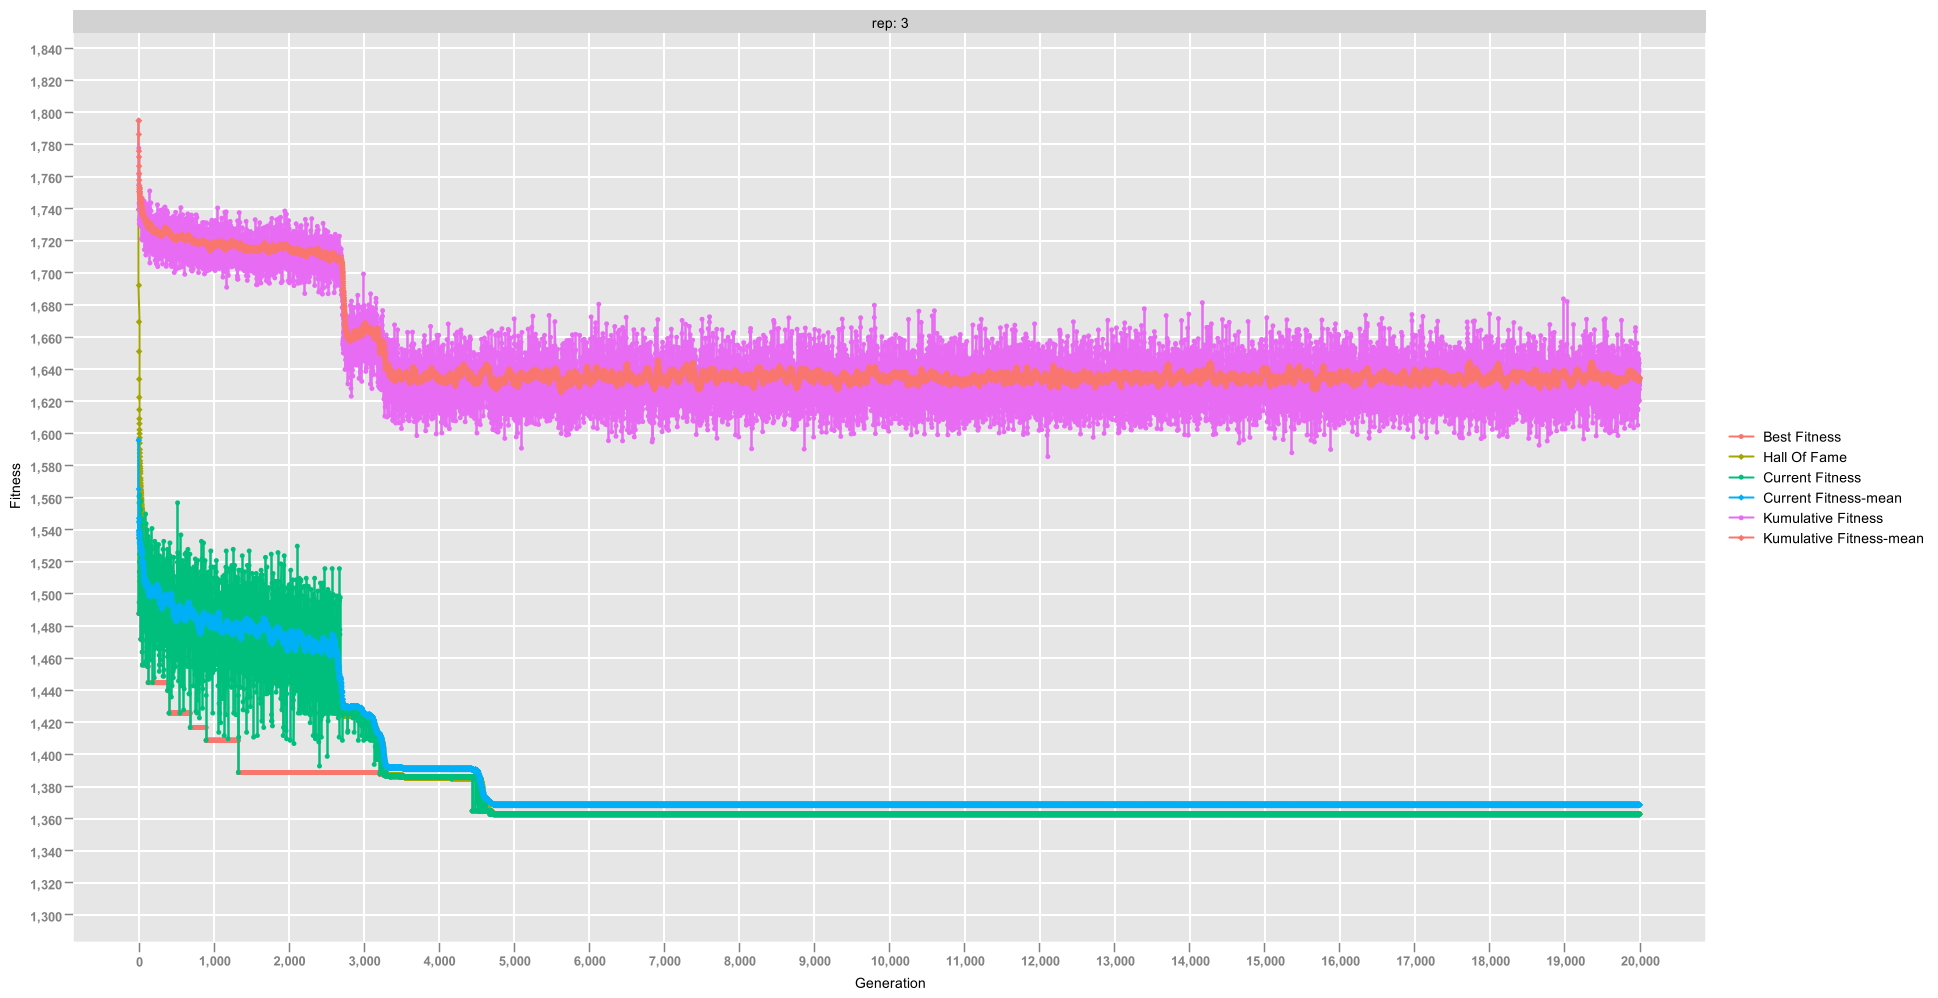 rep: 3
1,840
1,820
1,800
1,780
1,760
1,740
1,720
1,700
1,680
1,660
1,640
1,620
1,600
1,580
1,560
1,540
1,520
1,500
1,480
1,460
1,440
1,420
1,400
1,380
1,360
1,340
1,320
1,300
Fitness
0 1,000 2,000 3,000 4,000 5,000 6,000 7,000 8,000 9,000 10,000 11,000 12,000 13,000 14,000 15,000 16,000 17,000 18,000 19,000 20,000
Generation
Best Fitness
Hall Of Fame
Current Fitness
Current Fitness-mean
Kumulative Fitness
Kumulative Fitness-mean